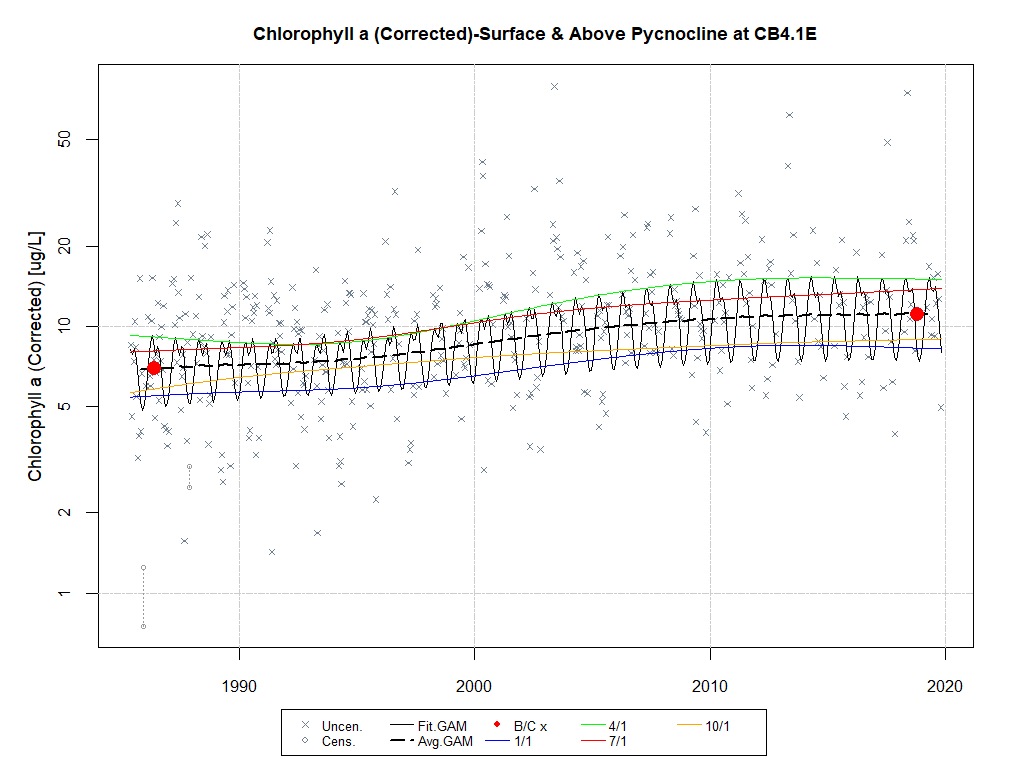 Chlorophyll a (Corrected)-Surface & Above Pycnocline at CB4.1E
Chlorophyll a (Corrected) [ug/L]
50
20
10
5
2
1
1990 2000 2010 2020
Uncen. Fit.GAM B/C x 4/1 10/1
Cens. Avg.GAM 1/1 7/1